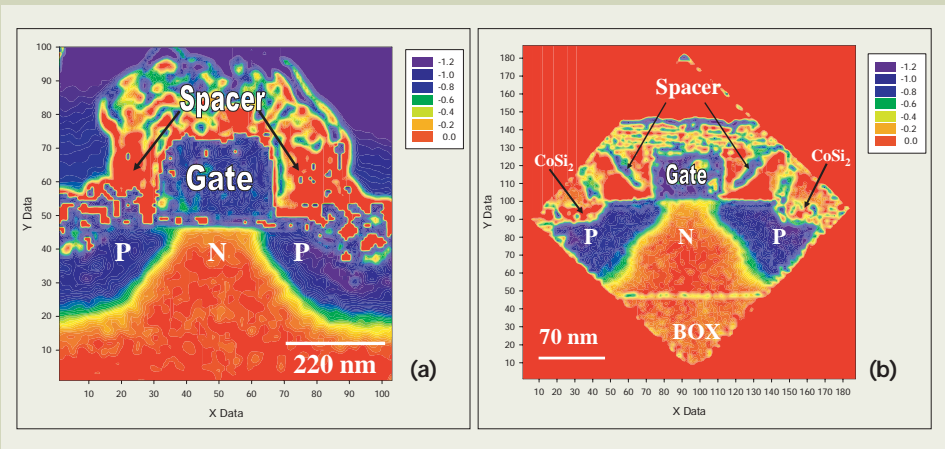 100
90
80
70
60
50
40
30
20
10
Y Data
10 20 30 40 50 60 70 80 90 100
X Data
Spacer
Gate
P N P
220 nm
-1.2
-1.0
-0.8
-0.6
-0.4
-0.2
0.0
(a)
180
170
160
150
140
130
120
110
100
90
80
70
60
50
40
30
20
10
Y Data
10 20 30 40 50 60 70 80 90 100 110 120 130 140 150 160 170 180
X Data
Spacer
CoSi₂
CoSi₂
Gate
P N P
BOX
70 nm
-1.2
-1.0
-0.8
-0.6
-0.4
-0.2
0.0
(b)